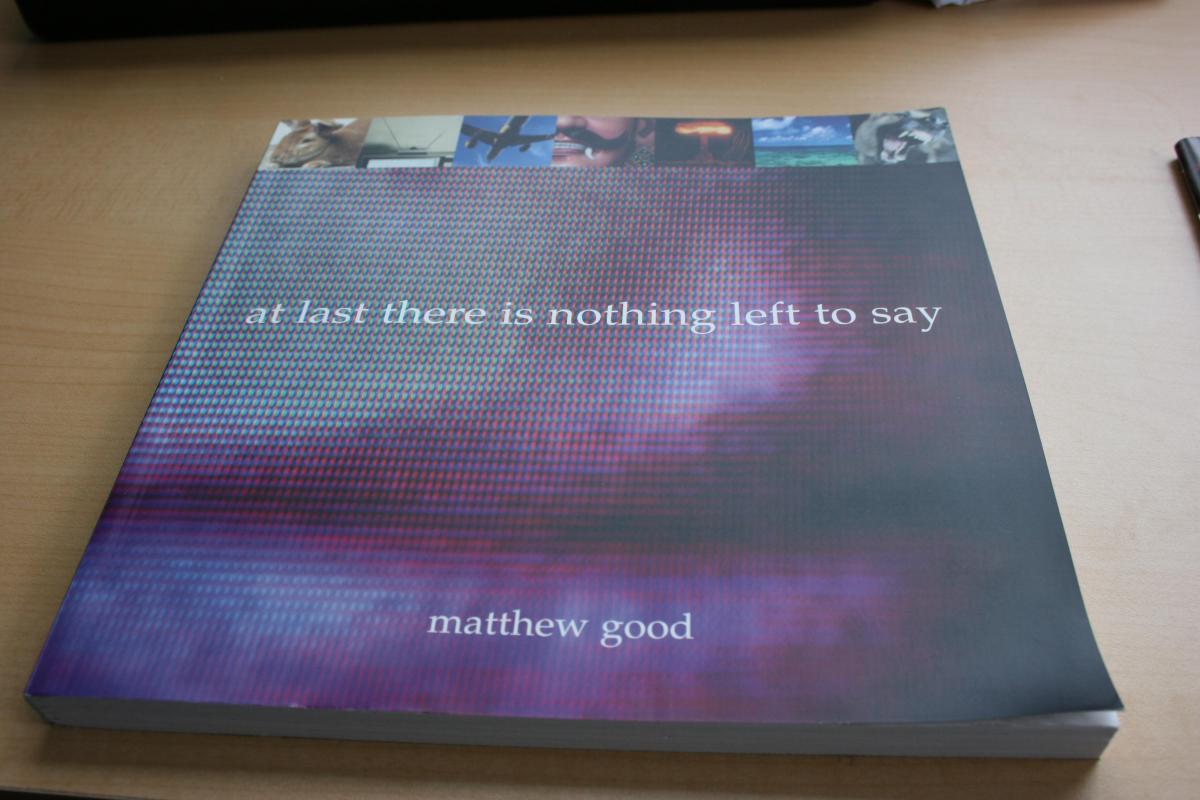 at last there is nothing left to say
matthew good